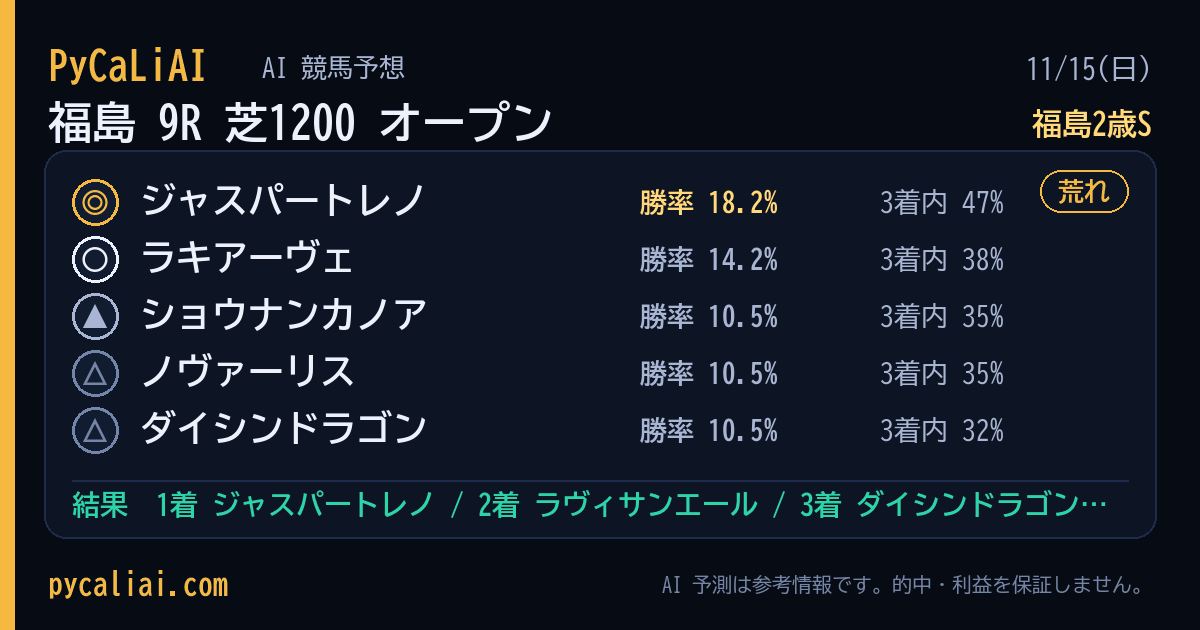 PyCaLiAI AI 競馬予想 11/15(日)
福島 9R 芝1200 オープン 福島2歳S
◎ ジャスパートレノ 勝率 18.2% 3着内 47% 荒れ
○ ラキアーヴェ 勝率 14.2% 3着内 38%
▲ ショウナンカノア 勝率 10.5% 3着内 35%
△ ノヴァーリス 勝率 10.5% 3着内 35%
△ ダイシンドラゴン 勝率 10.5% 3着内 32%
結果 1着 ジャスパートレノ / 2着 ラヴィサンエール / 3着 ダイシンドラゴン…
pycaliai.com AI 予測は参考情報です。的中・利益を保証しません。